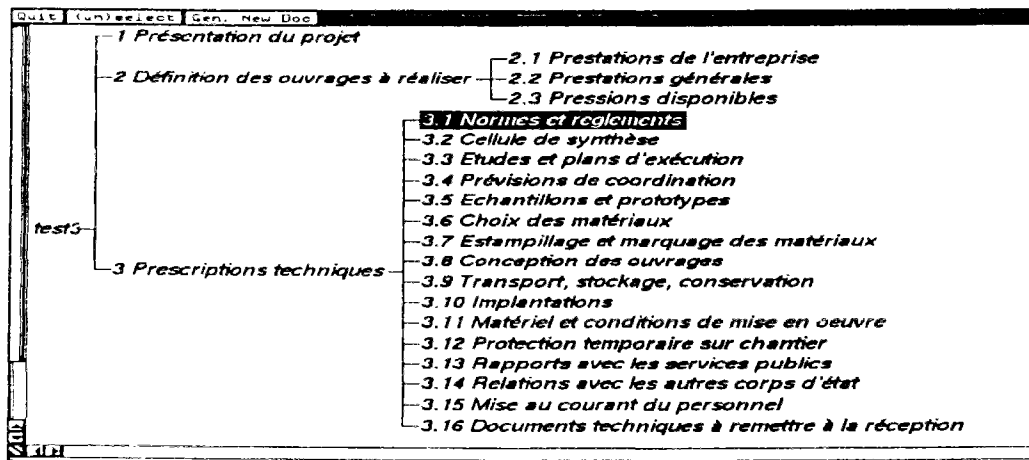 Quit (un)select Gen. New Doc
1 Présentation du projet
2 Définition des ouvrages à réaliser
2.1 Prestations de l'entreprise
2.2 Prestations générales
2.3 Pressions disponibles
test3
3 Prescriptions techniques
3.1 Normes et reglements
3.2 Cellule de synthèse
3.3 Etudes et plans d'exécution
3.4 Prévisions de coordination
3.5 Echantillons et prototypes
3.6 Choix des matériaux
3.7 Estampillage et marquage des matériaux
3.8 Conception des ouvrages
3.9 Transport, stockage, conservation
3.10 Implantations
3.11 Matériel et conditions de mise en oeuvre
3.12 Protection temporaire sur chantier
3.13 Rapports avec les services publics
3.14 Relations avec les autres corps d'état
3.15 Mise au courant du personnel
3.16 Documents techniques à remettre à la réception